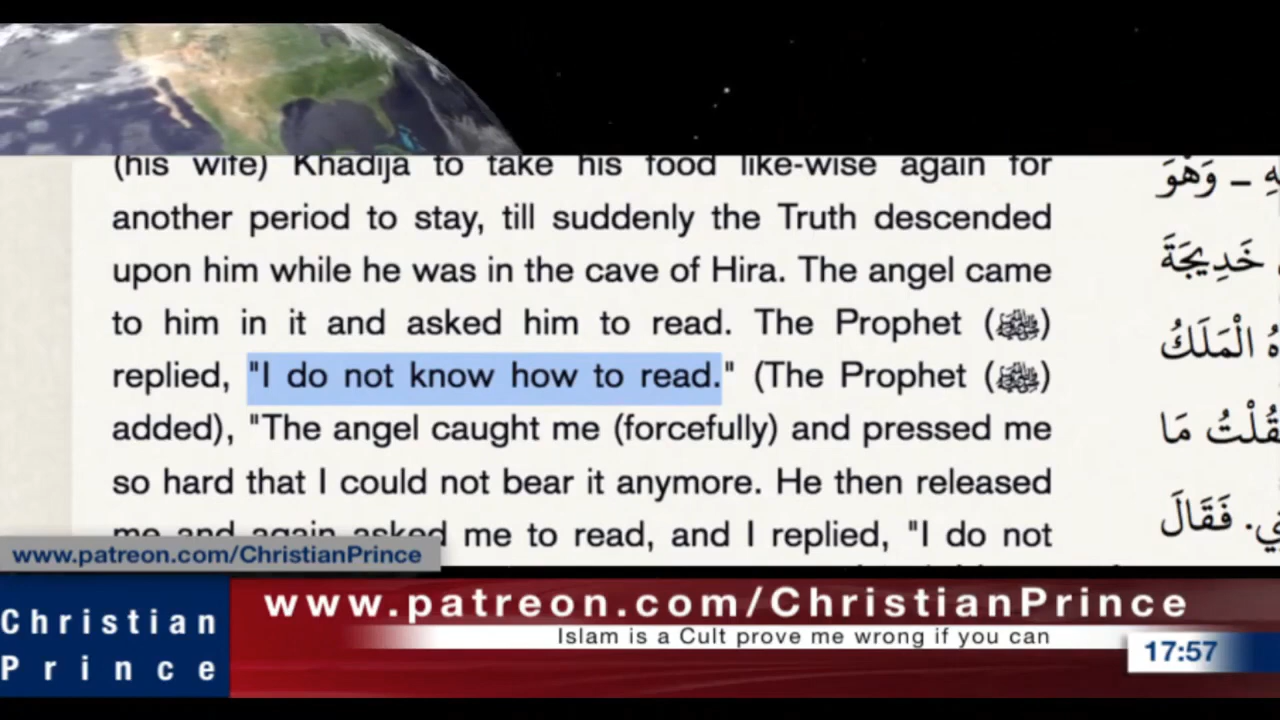 (his wife) Khadija to take his food like-wise again for
another period to stay, till suddenly the Truth descended
upon him while he was in the cave of Hira. The angel came
to him in it and asked him to read. The Prophet (ﷺ)
replied, "I do not know how to read." (The Prophet (ﷺ)
added), "The angel caught me (forcefully) and pressed me
so hard that I could not bear it anymore. He then released
me and again asked me to read, and I replied, "I do not
ـهِ ـ وَهْوَ
خَدِيجَةَ
ـهُ الْمَلَكُ
ـقُلْتُ مَا
ـنِي. فَقَالَ
www.patreon.com/ChristianPrince
Christian
Prince
www.patreon.com/ChristianPrince
Islam is a Cult prove me wrong if you can
17:57